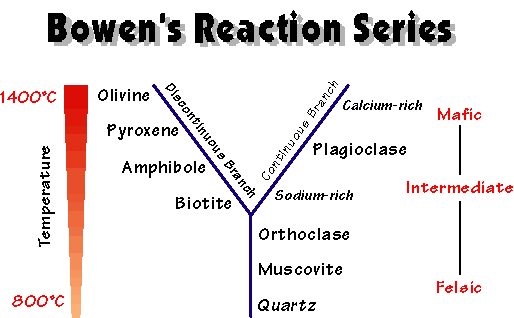 Bowen's Reaction Series
1400°C
Olivine
Discontinuous Branch
Continuous Branch
Calcium-rich
Mafic
Pyroxene
Plagioclase
Amphibole
Temperature
Biotite
Sodium-rich
Intermediate
Orthoclase
Muscovite
Felsic
800°C
Quartz